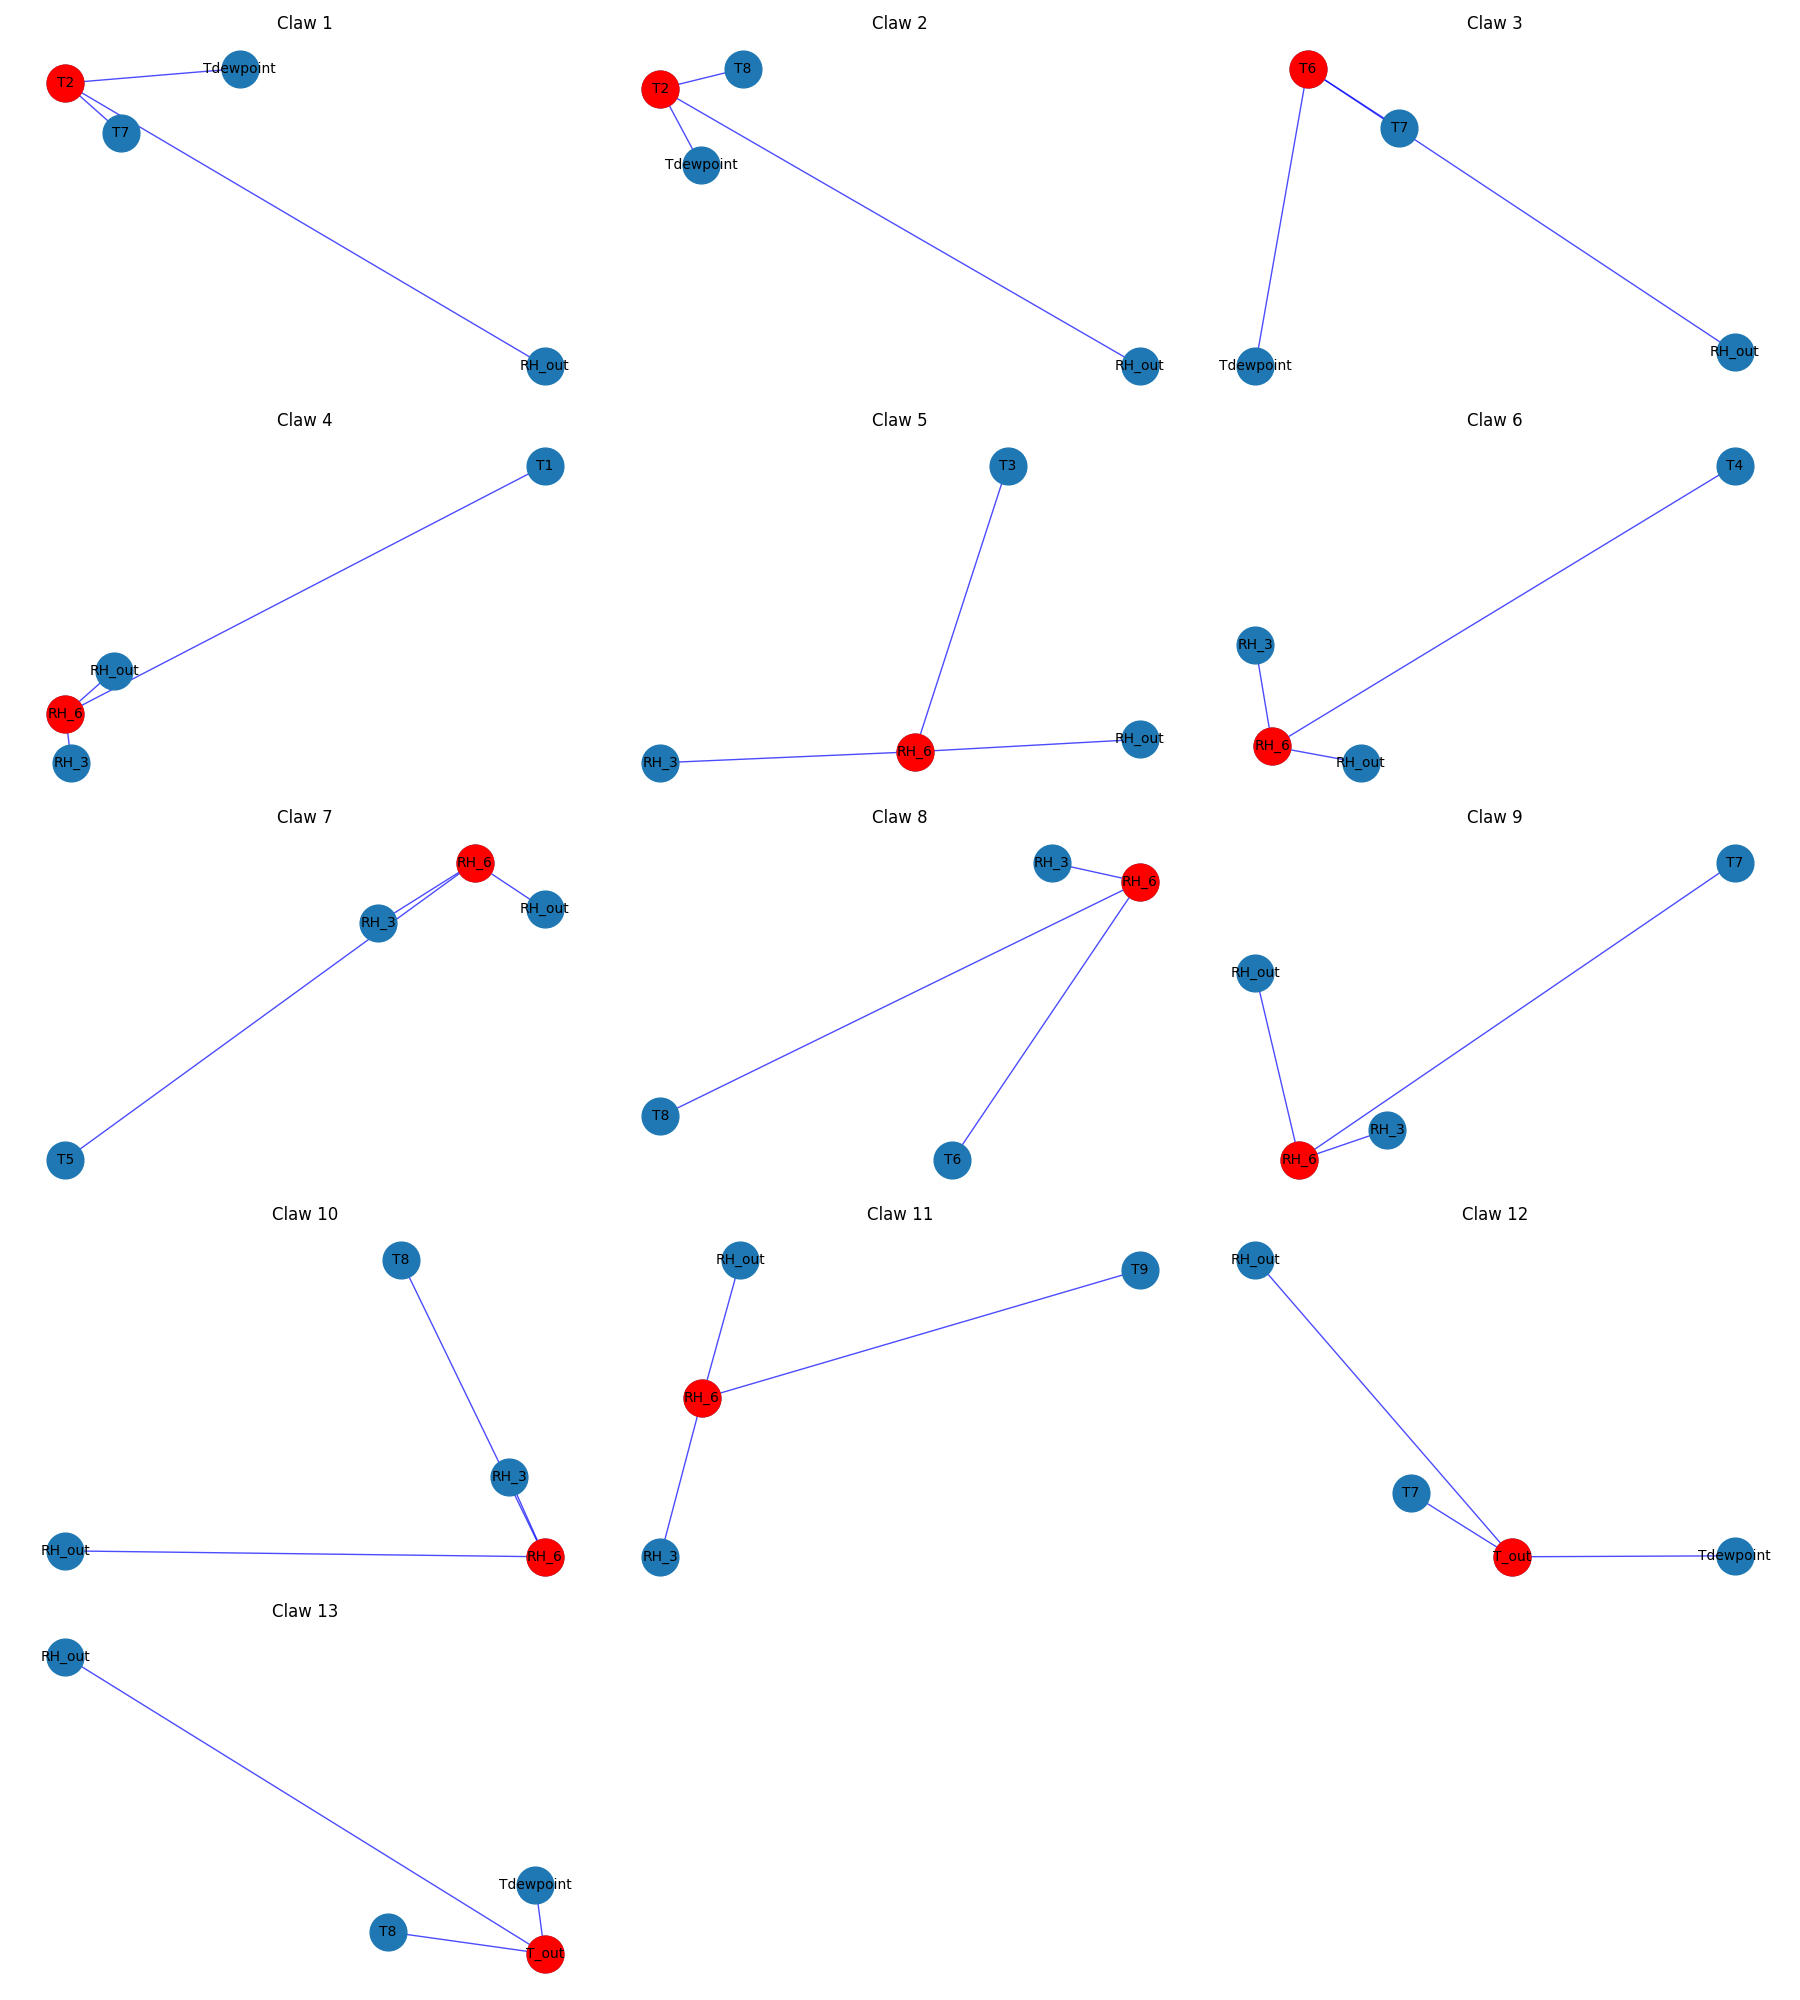 Claw 1
T2
Tdewpoint
T7
RH_out
Claw 2
T8
T2
Tdewpoint
RH_out
Claw 3
T6
T7
RH_out
Tdewpoint
Claw 4
T1
RH_out
RH_6
RH_3
Claw 5
T3
RH_out
RH_6
RH_3
Claw 6
T4
RH_3
RH_6
RH_out
Claw 7
RH_6
RH_out
RH_3
T5
Claw 8
RH_3
RH_6
T8
T6
Claw 9
T7
RH_out
RH_3
RH_6
Claw 10
T8
RH_3
RH_out
RH_6
Claw 11
RH_out
T9
RH_6
RH_3
Claw 12
RH_out
T7
T_out
Tdewpoint
Claw 13
RH_out
Tdewpoint
T8
T_out